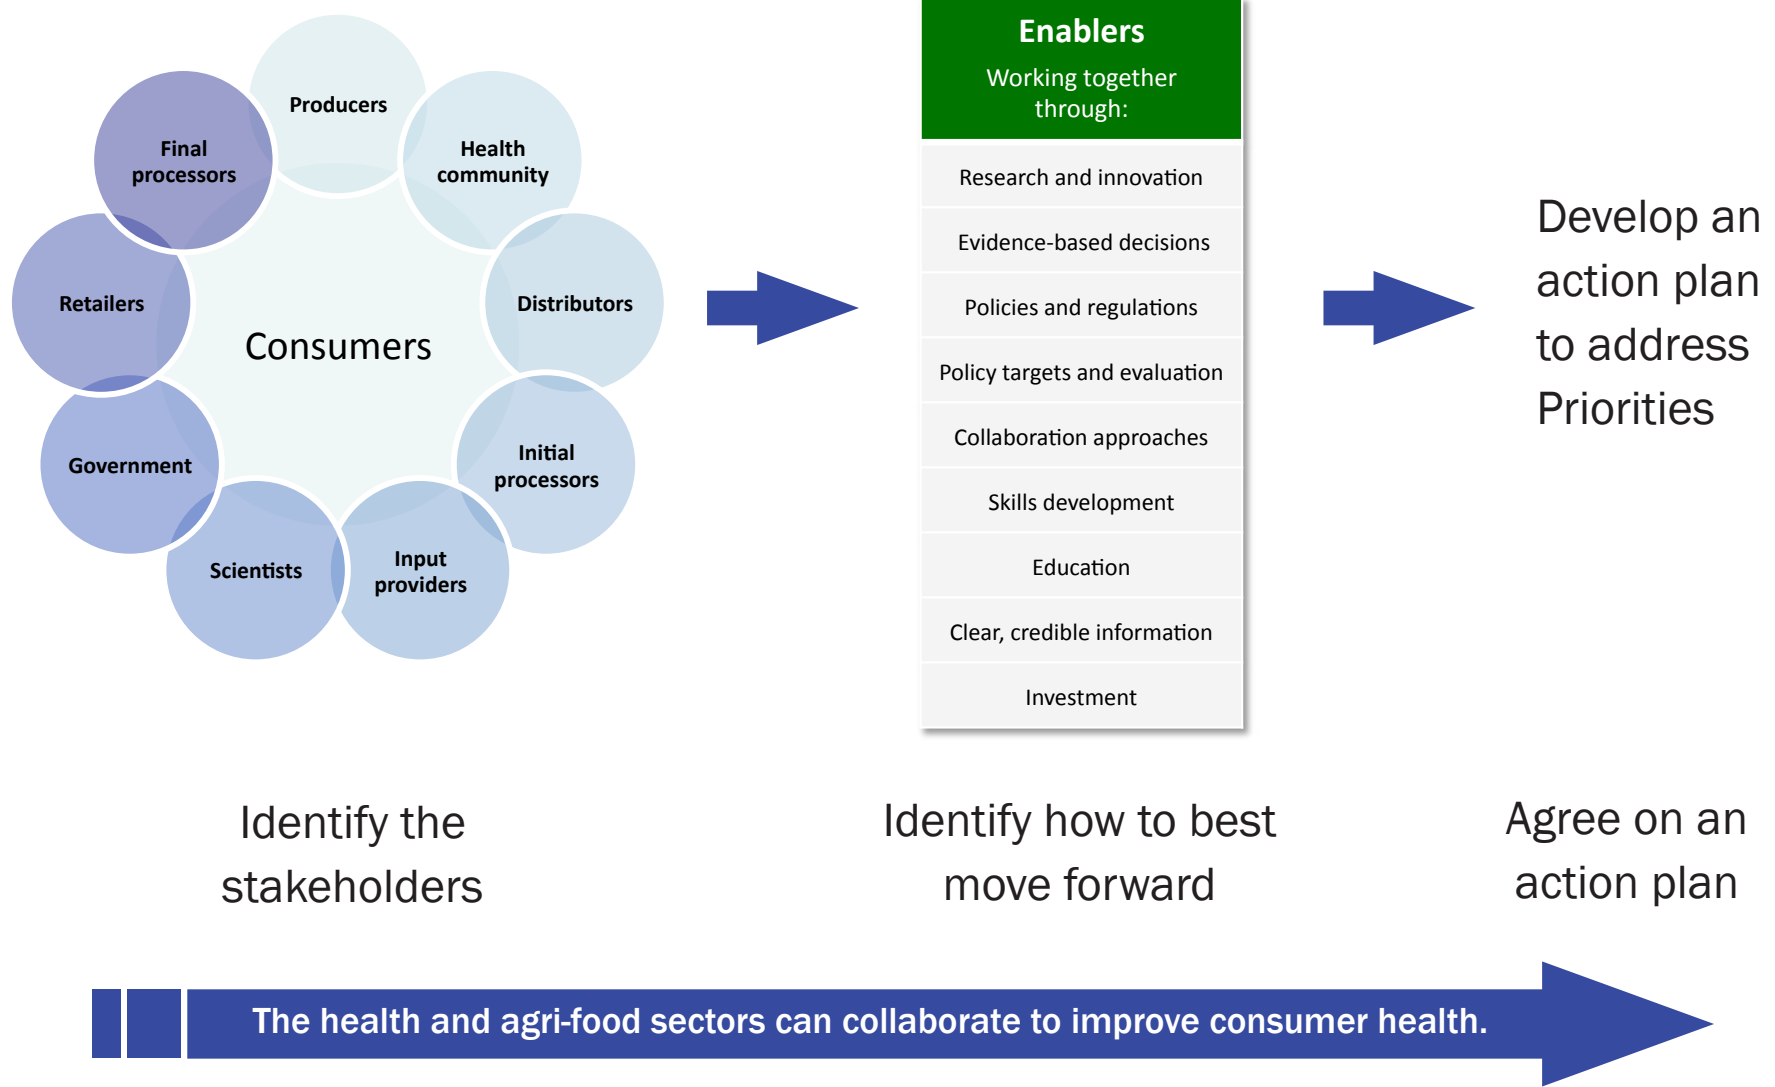 Producers
Health
community
Distributors
Initial
processors
Input
providers
Scientists
Government
Retailers
Final
processors
Consumers
Enablers
Working together
through:
Research and innovation
Evidence-based decisions
Policies and regulations
Policy targets and evaluation
Collaboration approaches
Skills development
Education
Clear, credible information
Investment
Develop an
action plan
to address
Priorities
Identify the
stakeholders
Identify how to best
move forward
Agree on an
action plan
The health and agri-food sectors can collaborate to improve consumer health.